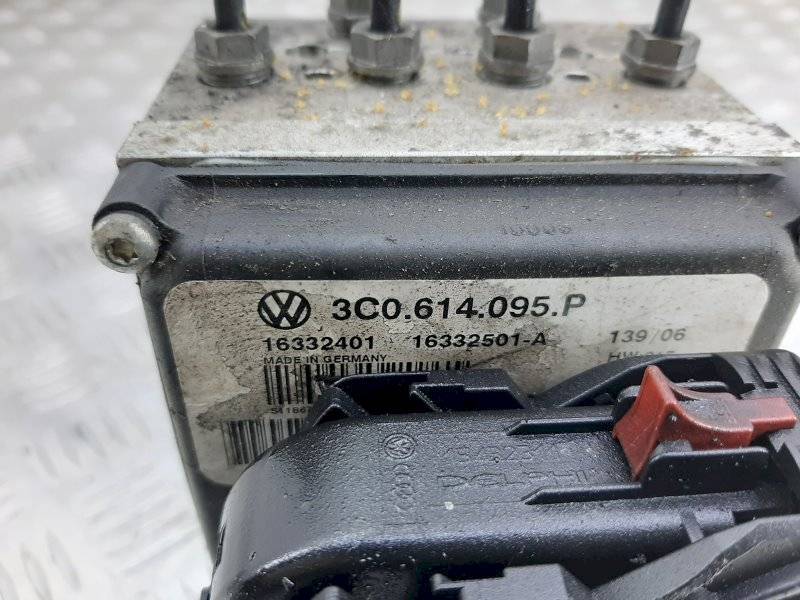 3C0.614.095.P
16332401 16332501-A 139/06
MADE IN GERMANY
DELPHI